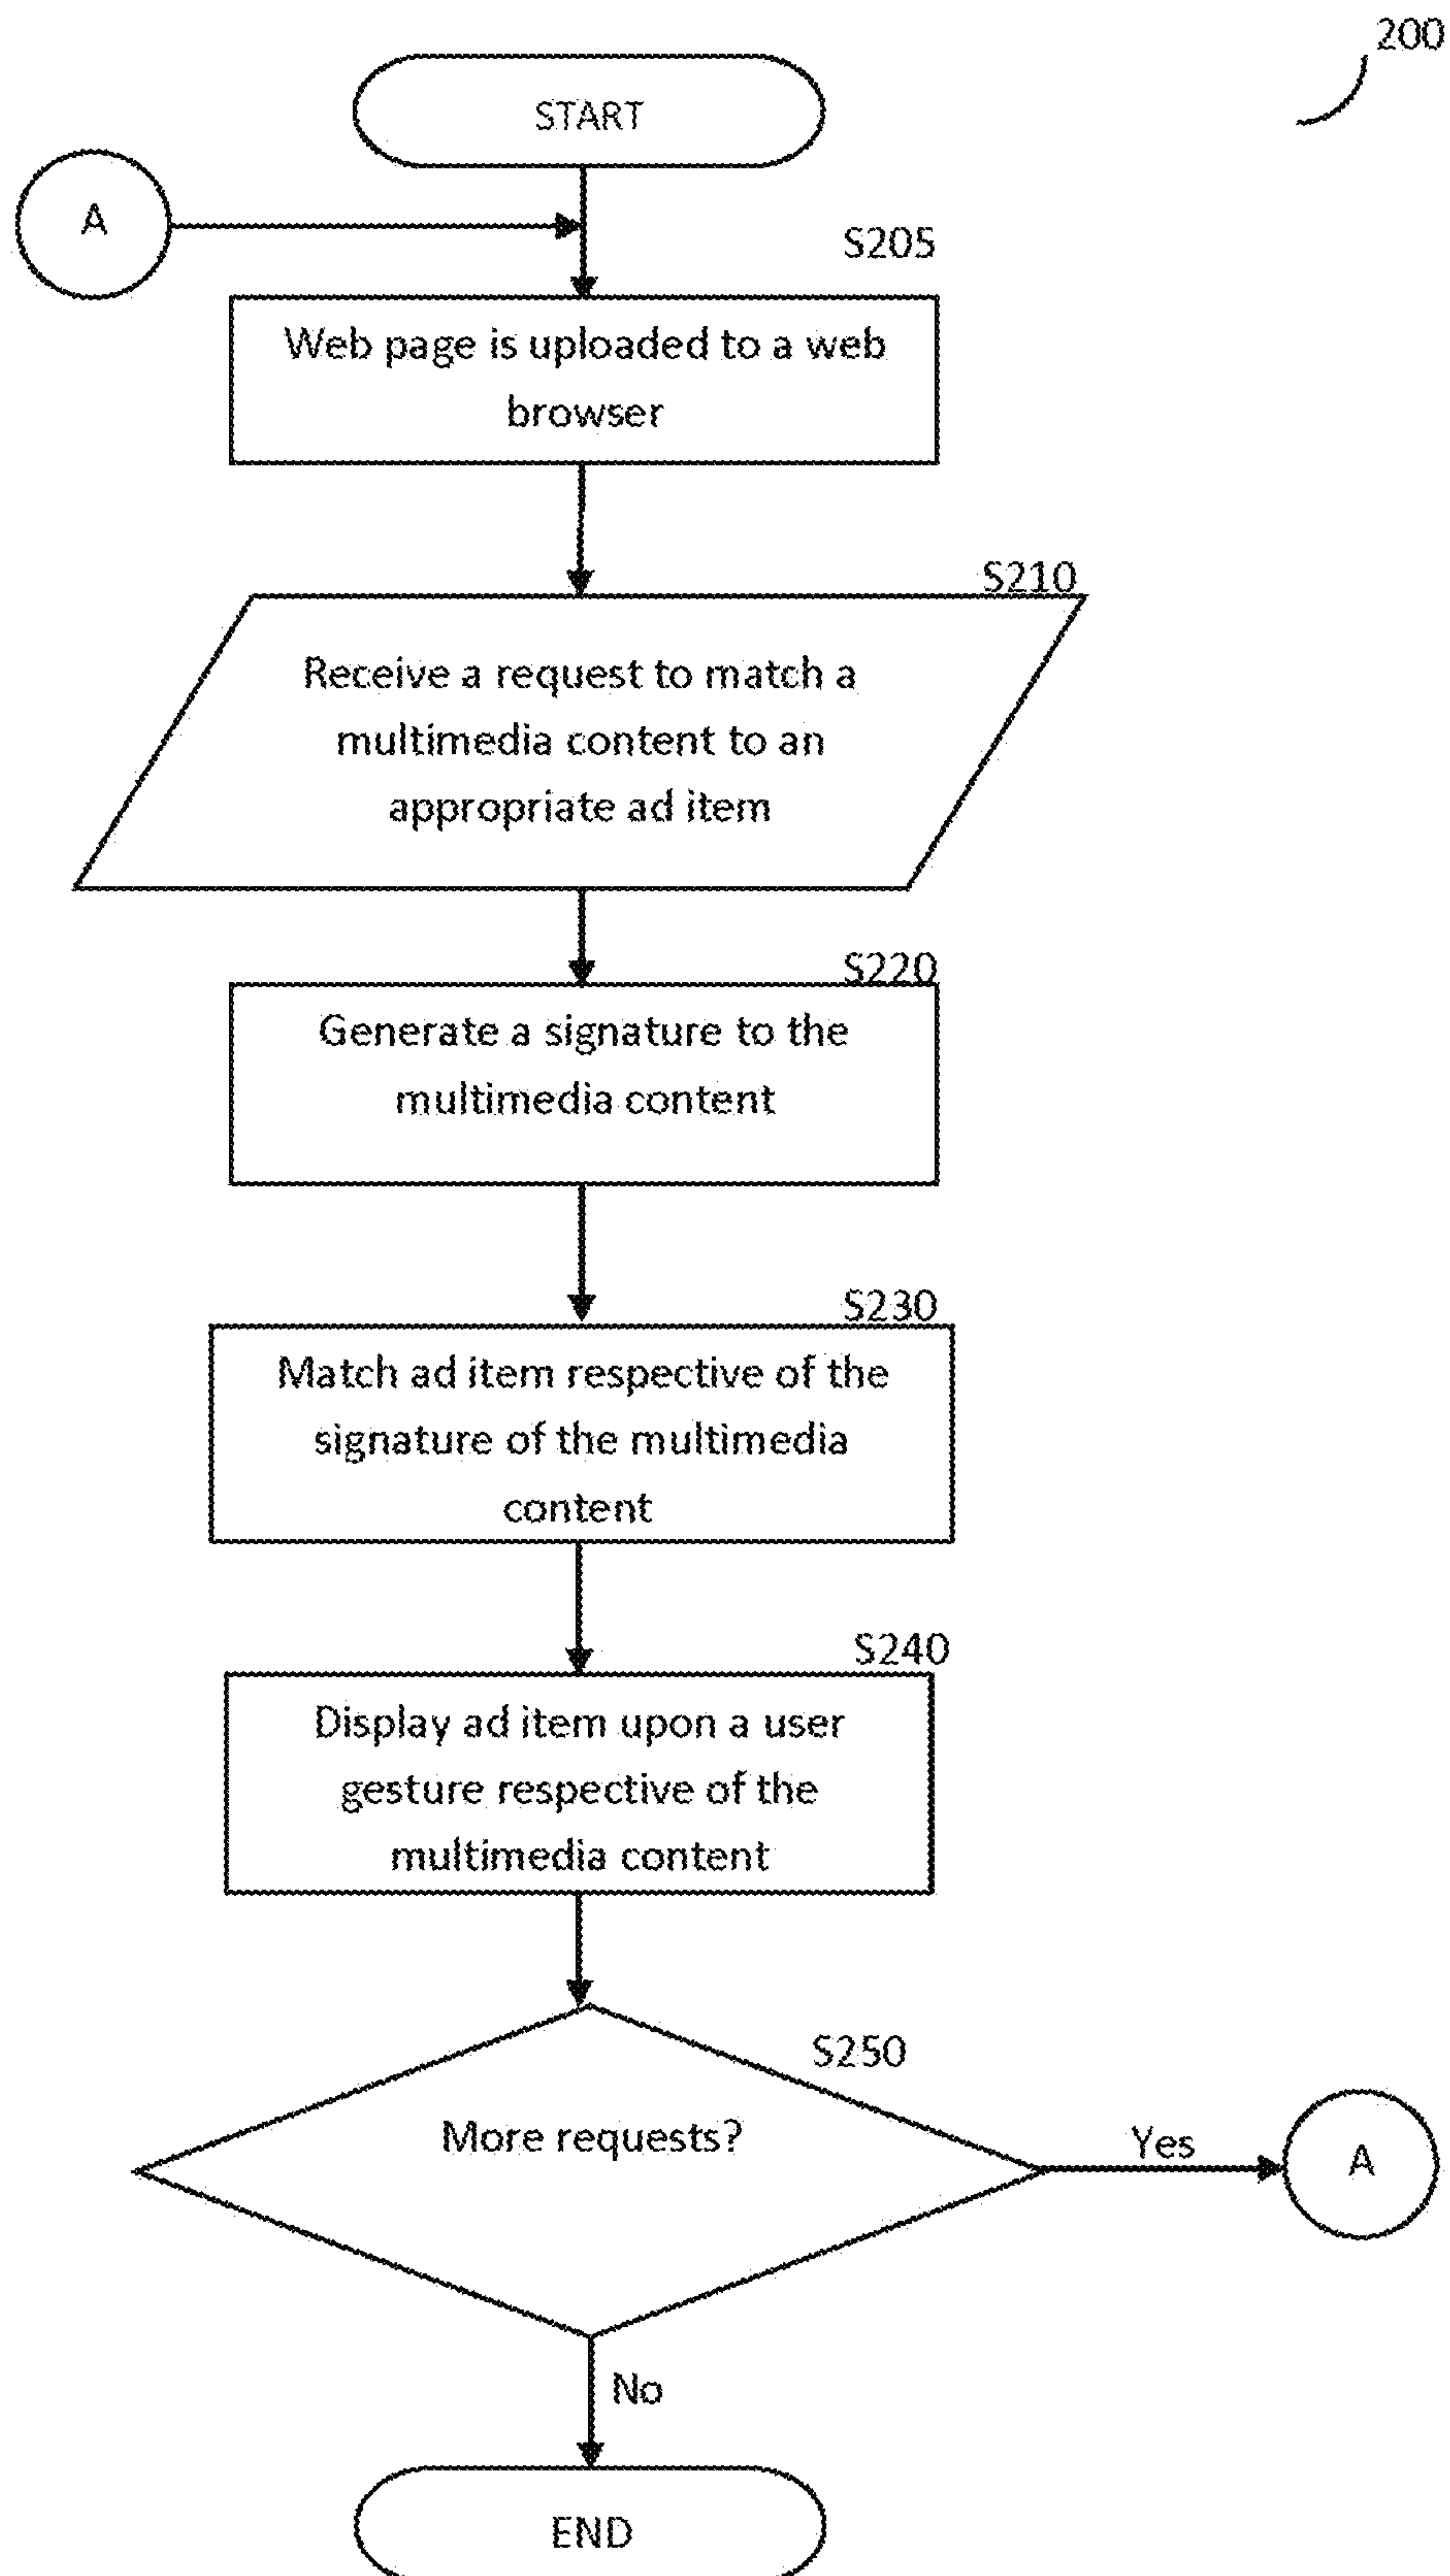 200
START
A
S205
Web page is uploaded to a web
browser
S210
Receive a request to match a
multimedia content to an
appropriate ad item
S220
Generate a signature to the
multimedia content
S230
Match ad item respective of the
signature of the multimedia
content
S240
Display ad item upon a user
gesture respective of the
multimedia content
S250
More requests?
Yes
A
No
END